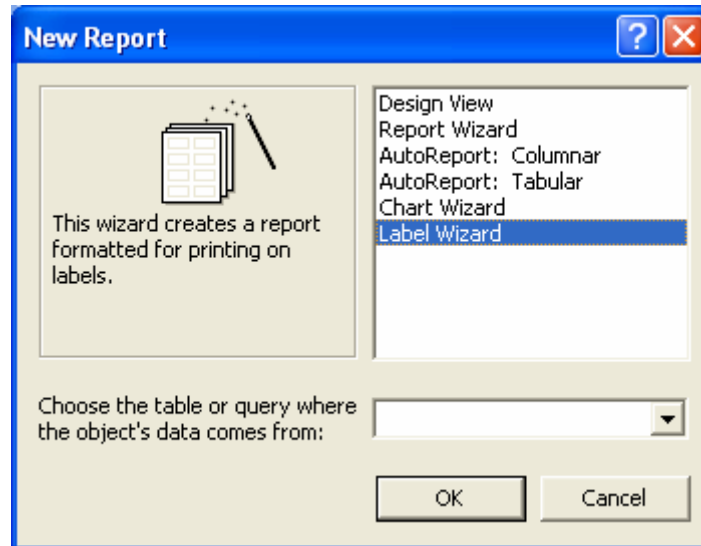 New Report
This wizard creates a report
formatted for printing on
labels.
Design View
Report Wizard
AutoReport: Columnar
AutoReport: Tabular
Chart Wizard
Label Wizard
Choose the table or query where
the object's data comes from:
OK
Cancel